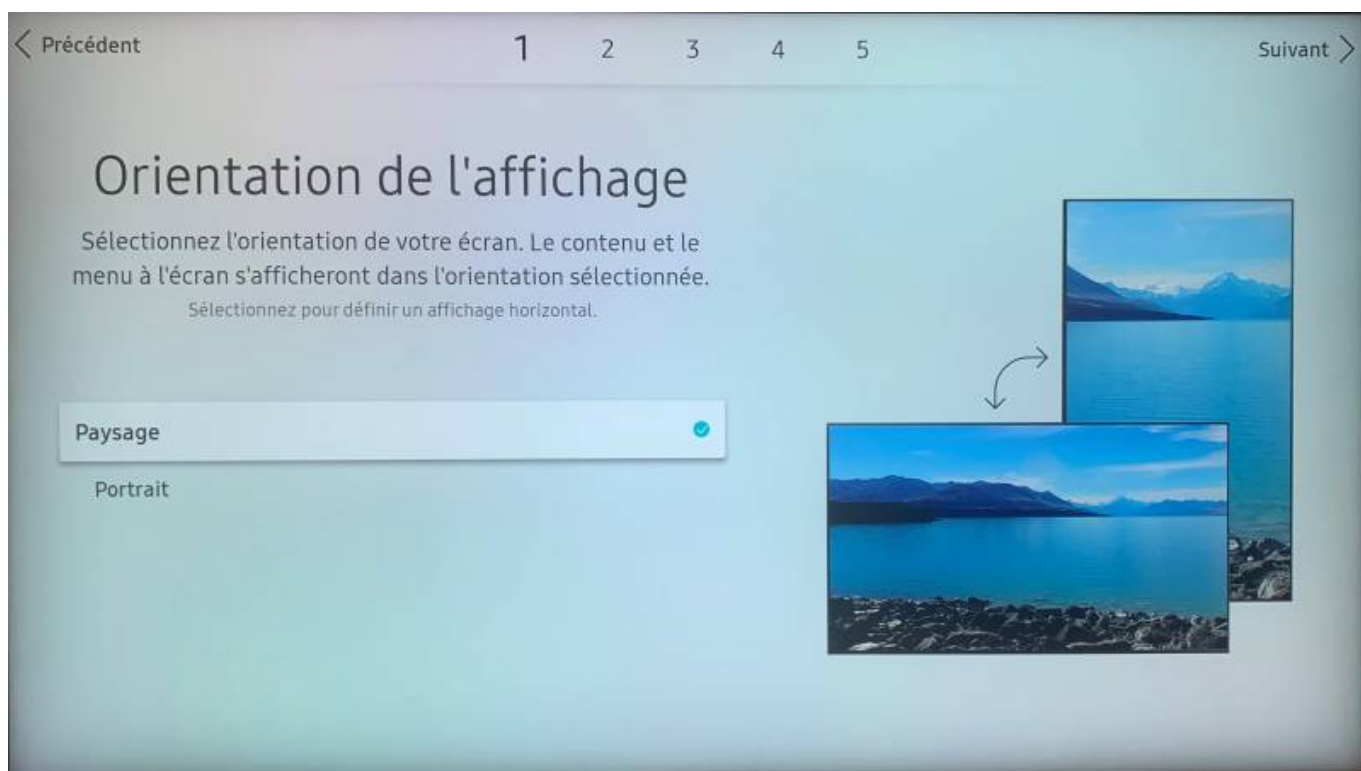 Précédent
1 2 3 4 5
Suivant
Orientation de l'affichage
Sélectionnez l'orientation de votre écran. Le contenu et le
menu à l'écran s'afficheront dans l'orientation sélectionnée.
Sélectionnez pour définir un affichage horizontal.
Paysage
Portrait